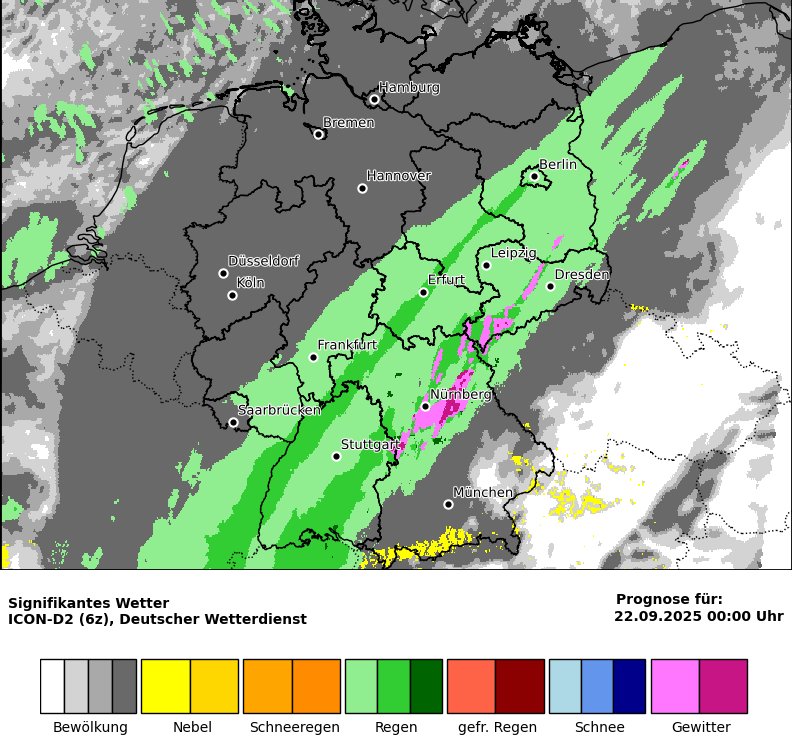 Hamburg
Bremen
Berlin
Hannover
Leipzig
Düsseldorf
Dresden
Köln
Erfurt
Frankfurt
Nürnberg
Saarbrücken
Stuttgart
München
Signifikantes Wetter
ICON-D2 (6z), Deutscher Wetterdienst
Prognose für:
22.09.2025 00:00 Uhr
Bewölkung
Nebel
Schneeregen
Regen
gefr. Regen
Schnee
Gewitter